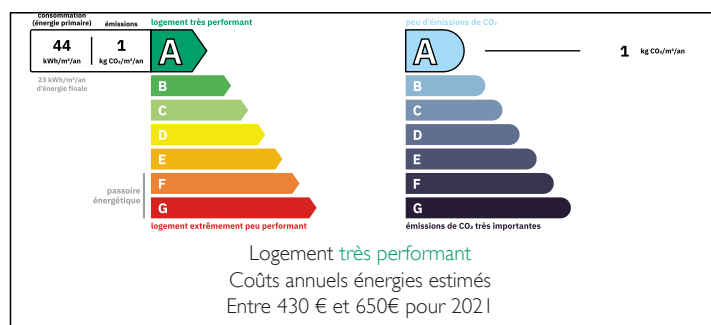 consommation
(énergie primaire)
émissions
44
kWh/m²/an
1
kg CO₂/m²/an
23 kWh/m²/an
d'énergie finale
passoire
énergétique
logement très performant
A
B
C
D
E
F
G
logement extrêmement peu performant
peu d'émissions de CO₂
A
1 kg CO₂/m²/an
B
C
D
E
F
G
émissions de CO₂ très importantes
Logement très performant
Coûts annuels énergies estimés
Entre 430 € et 650€ pour 2021